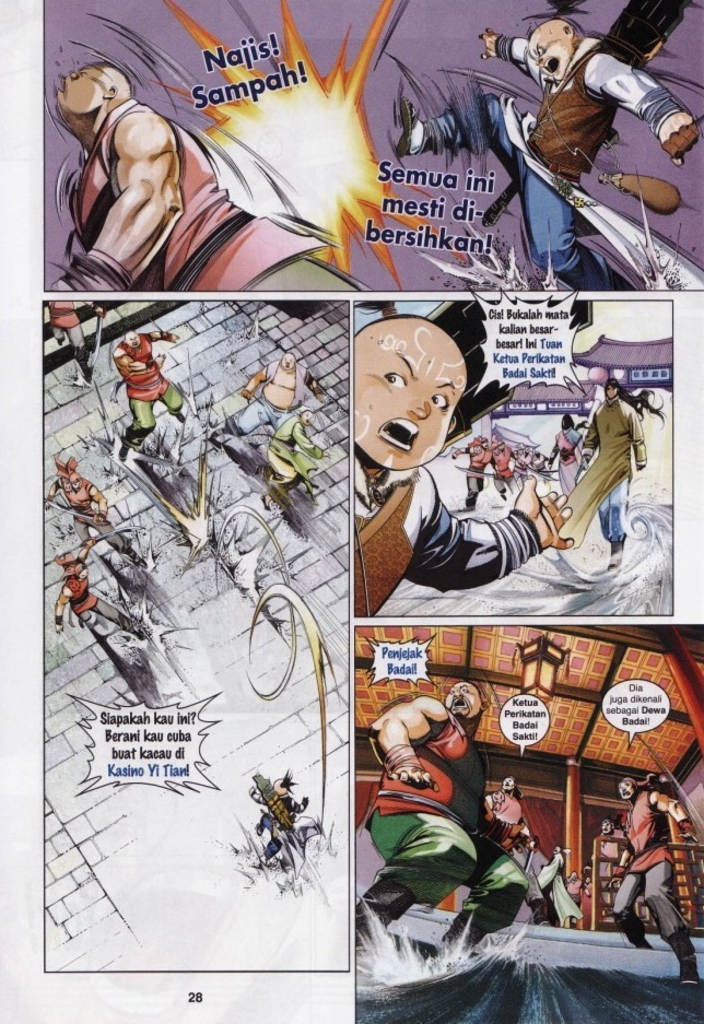 Najis!
Sampah!
Semua ini
mesti di-
bersihkan!
Siapakah kau ini?
Berani kau cuba
buat kacau di
Kasino Yi Tian!
Cis! Bukalah mata
kalian besar-
besar! Ini Tuan
Ketua Perikatan
Badai Sakti!
Penjejak
Badai!
Ketua
Perikatan
Badai
Sakti!
Dia
juga dikenali
sebagai Dewa
Badai!
28